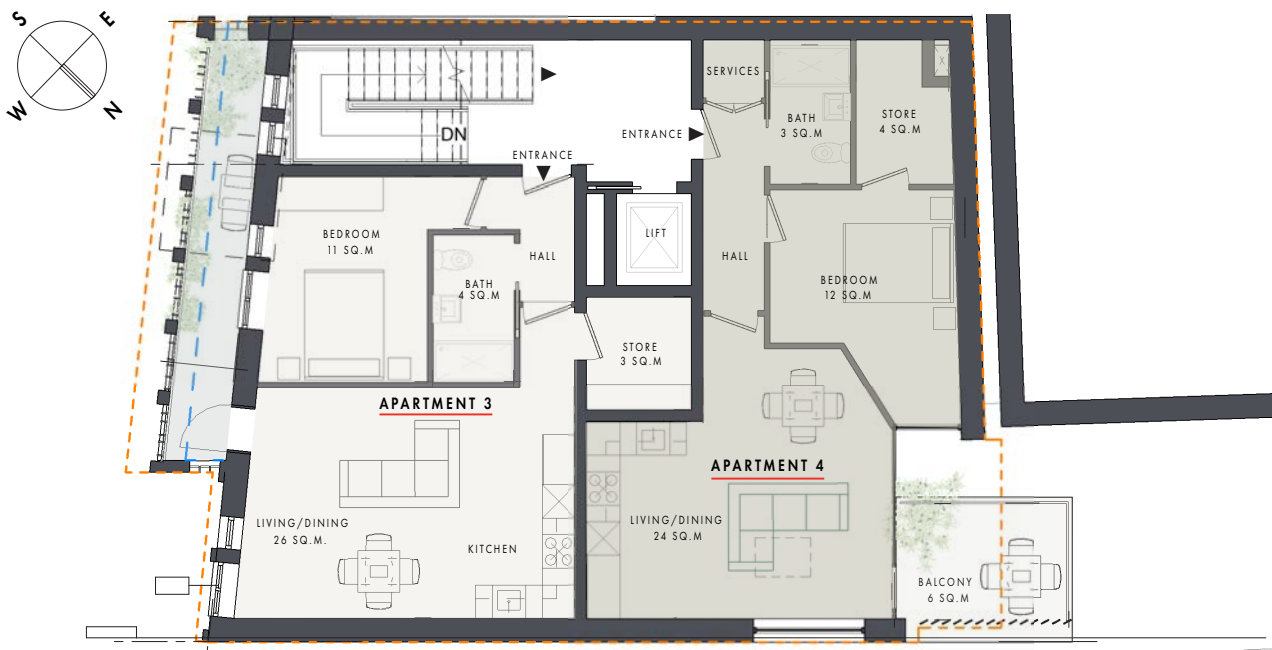 S
E
W
N
SERVICES
BATH
3 SQ.M
STORE
4 SQ.M
ENTRANCE
DN
ENTRANCE
BEDROOM
11 SQ.M
LIFT
HALL
HALL
BATH
4 SQ.M
BEDROOM
12 SQ.M
STORE
3 SQ.M
APARTMENT 3
APARTMENT 4
LIVING/DINING
26 SQ.M.
KITCHEN
LIVING/DINING
24 SQ.M
BALCONY
6 SQ.M